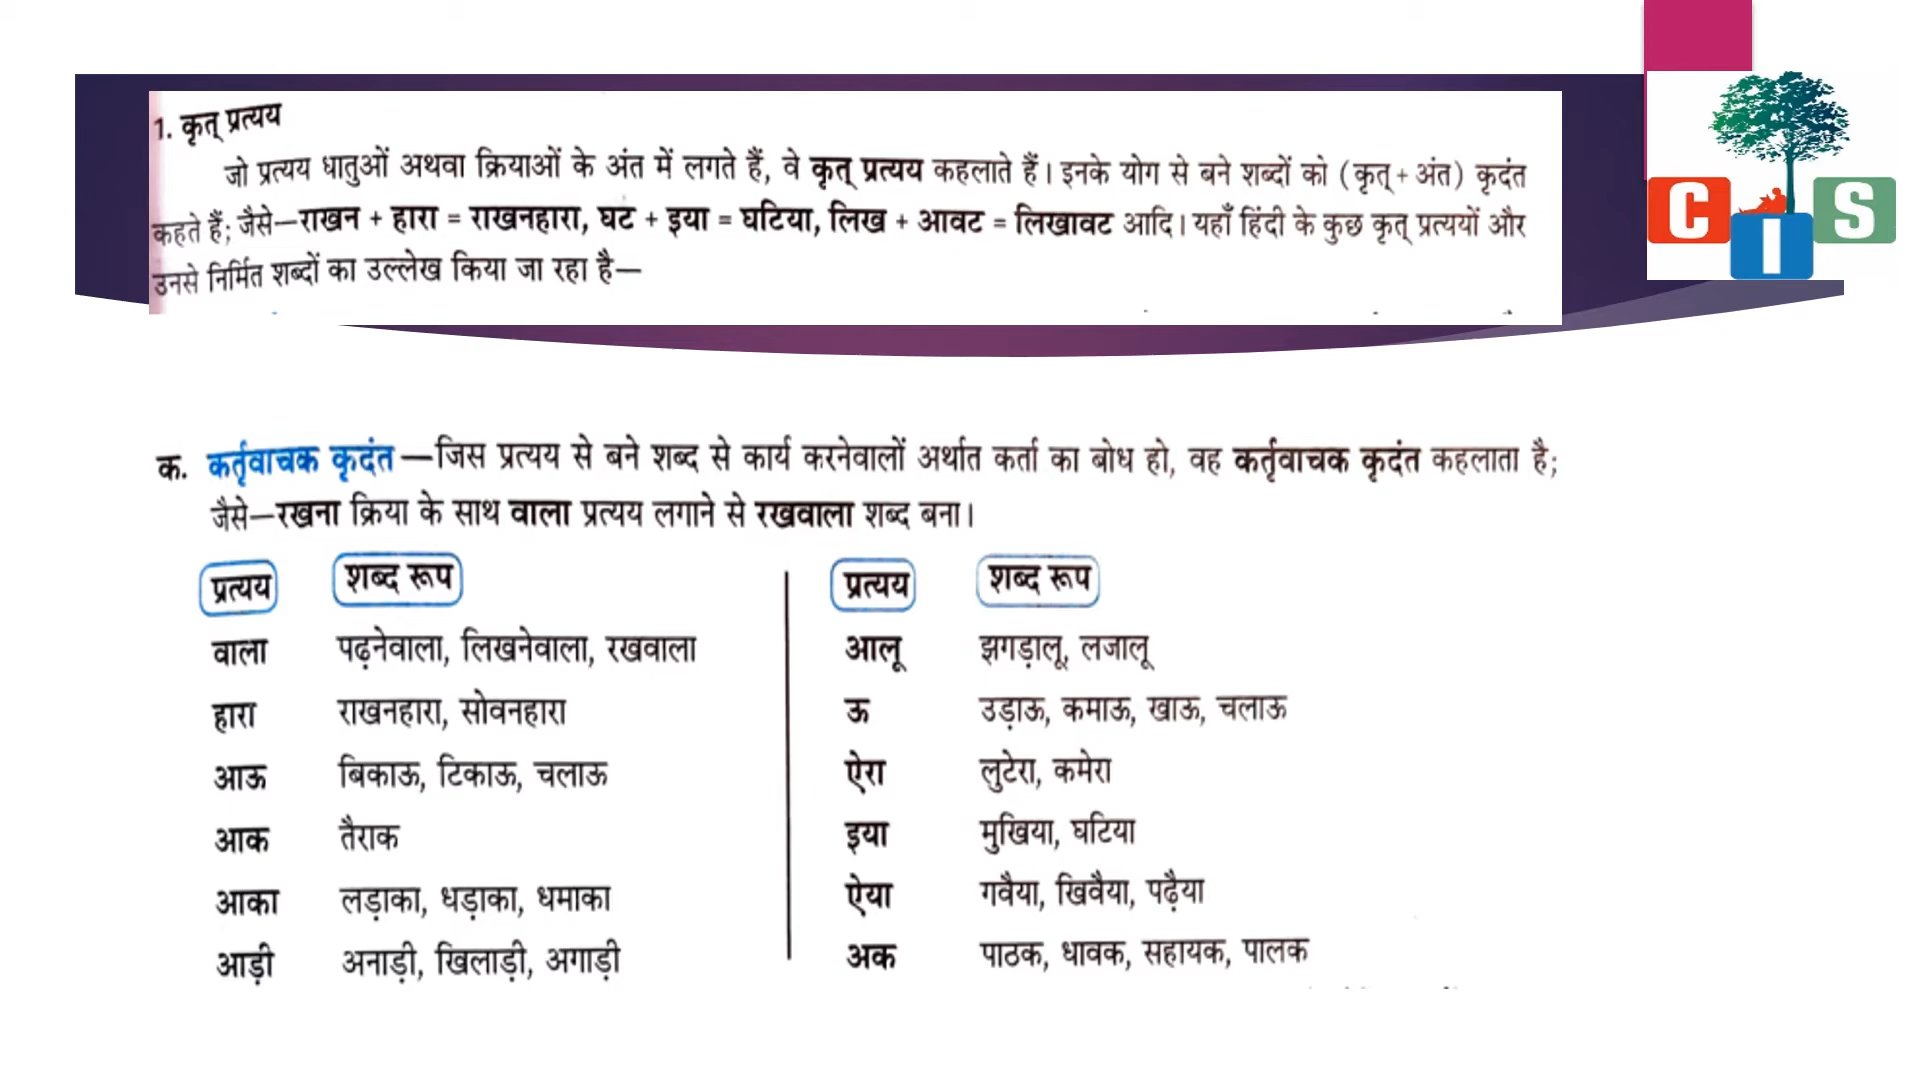 1. कृत् प्रत्यय
जो प्रत्यय धातुओं अथवा क्रियाओं के अंत में लगते हैं, वे कृत् प्रत्यय कहलाते हैं। इनके योग से बने शब्दों को (कृत् + अंत) कृदंत
कहते हैं; जैसे—राखन + हारा = राखनहारा, घट + इया = घटिया, लिख + आवट = लिखावट आदि। यहाँ हिंदी के कुछ कृत् प्रत्ययों और
उनसे निर्मित शब्दों का उल्लेख किया जा रहा है—
CIS
क. कर्तृवाचक कृदंत—जिस प्रत्यय से बने शब्द से कार्य करनेवालों अर्थात कर्ता का बोध हो, वह कर्तृवाचक कृदंत कहलाता है;
जैसे—रखना क्रिया के साथ वाला प्रत्यय लगाने से रखवाला शब्द बना।
प्रत्यय शब्द रूप
वाला पढ़नेवाला, लिखनेवाला, रखवाला
हारा राखनहारा, सोवनहारा
आऊ बिकाऊ, टिकाऊ, चलाऊ
आक तैराक
आका लड़ाका, धड़ाका, धमाका
आड़ी अनाड़ी, खिलाड़ी, अगाड़ी
प्रत्यय शब्द रूप
आलू झगड़ालू, लजालू
ऊ उड़ाऊ, कमाऊ, खाऊ, चलाऊ
ऐरा लुटेरा, कमेरा
इया मुखिया, घटिया
ऐया गवैया, खिवैया, पढ़ैया
अक पाठक, धावक, सहायक, पालक